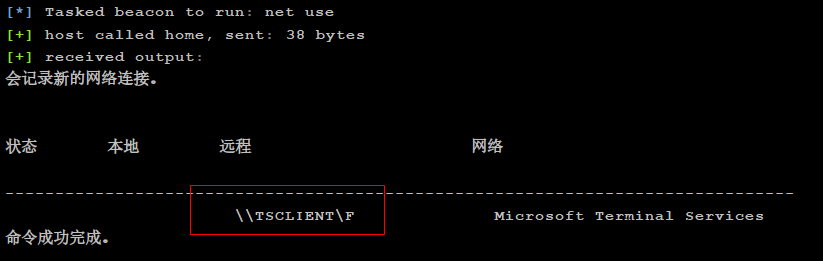 [*] Tasked beacon to run: net use
[+] host called home, sent: 38 bytes
[+] received output:
会记录新的网络连接。
状态 本地 远程 网络
-------------------------------------------------------------------------------
\\TSCLIENT\F Microsoft Terminal Services
命令成功完成。